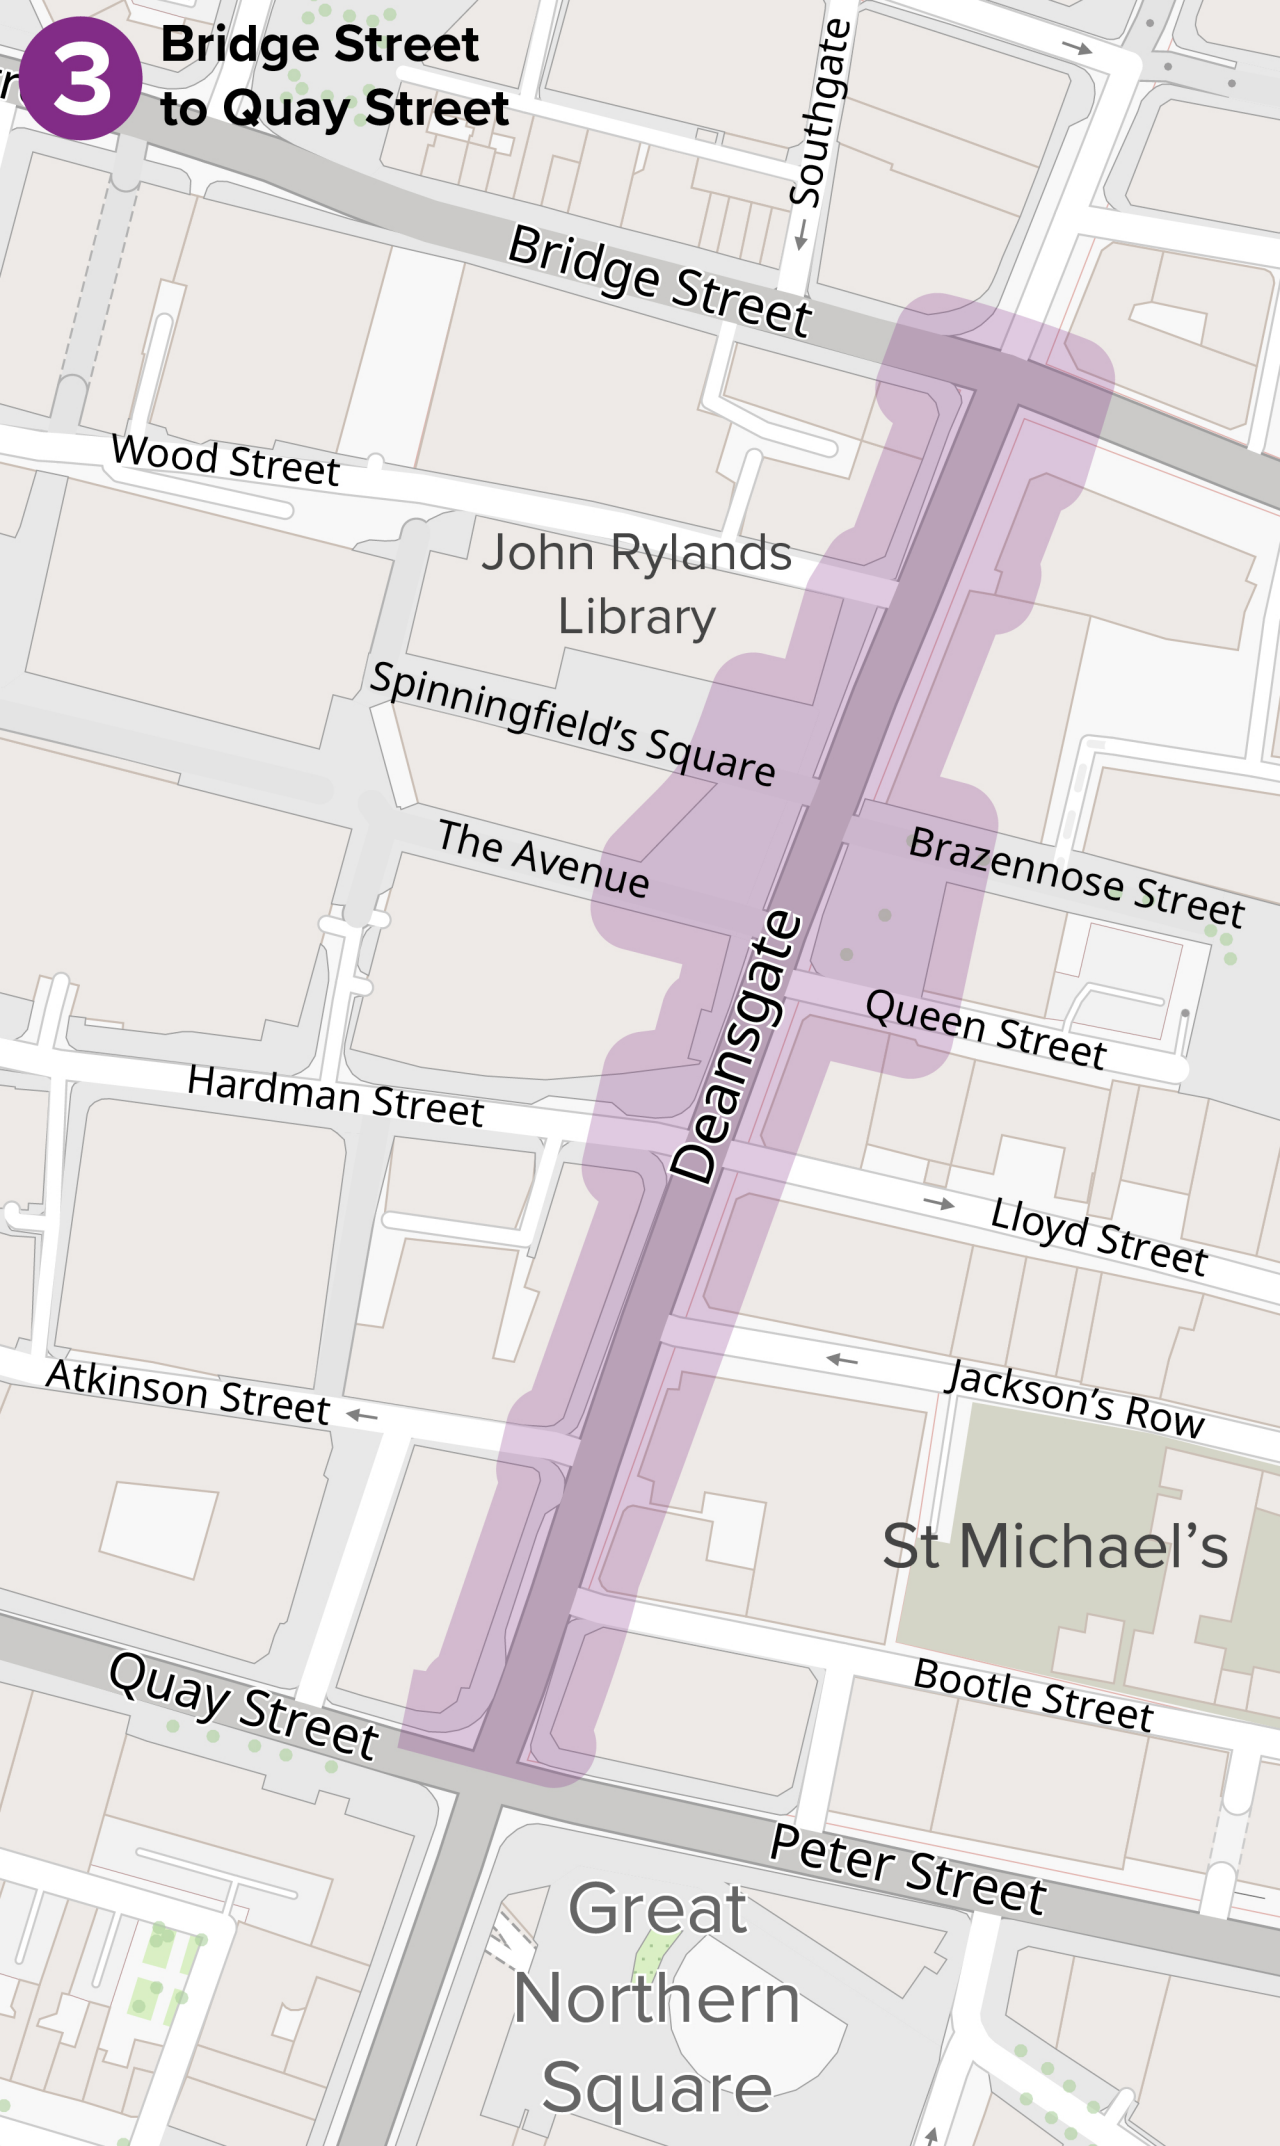 3
Bridge Street
to Quay Street
Southgate
Bridge Street
Wood Street
John Rylands
Library
Spinningfield’s Square
The Avenue
Brazennose Street
Deansgate
Queen Street
Hardman Street
Lloyd Street
Jackson’s Row
Atkinson Street
St Michael’s
Quay Street
Bootle Street
Peter Street
Great
Northern
Square